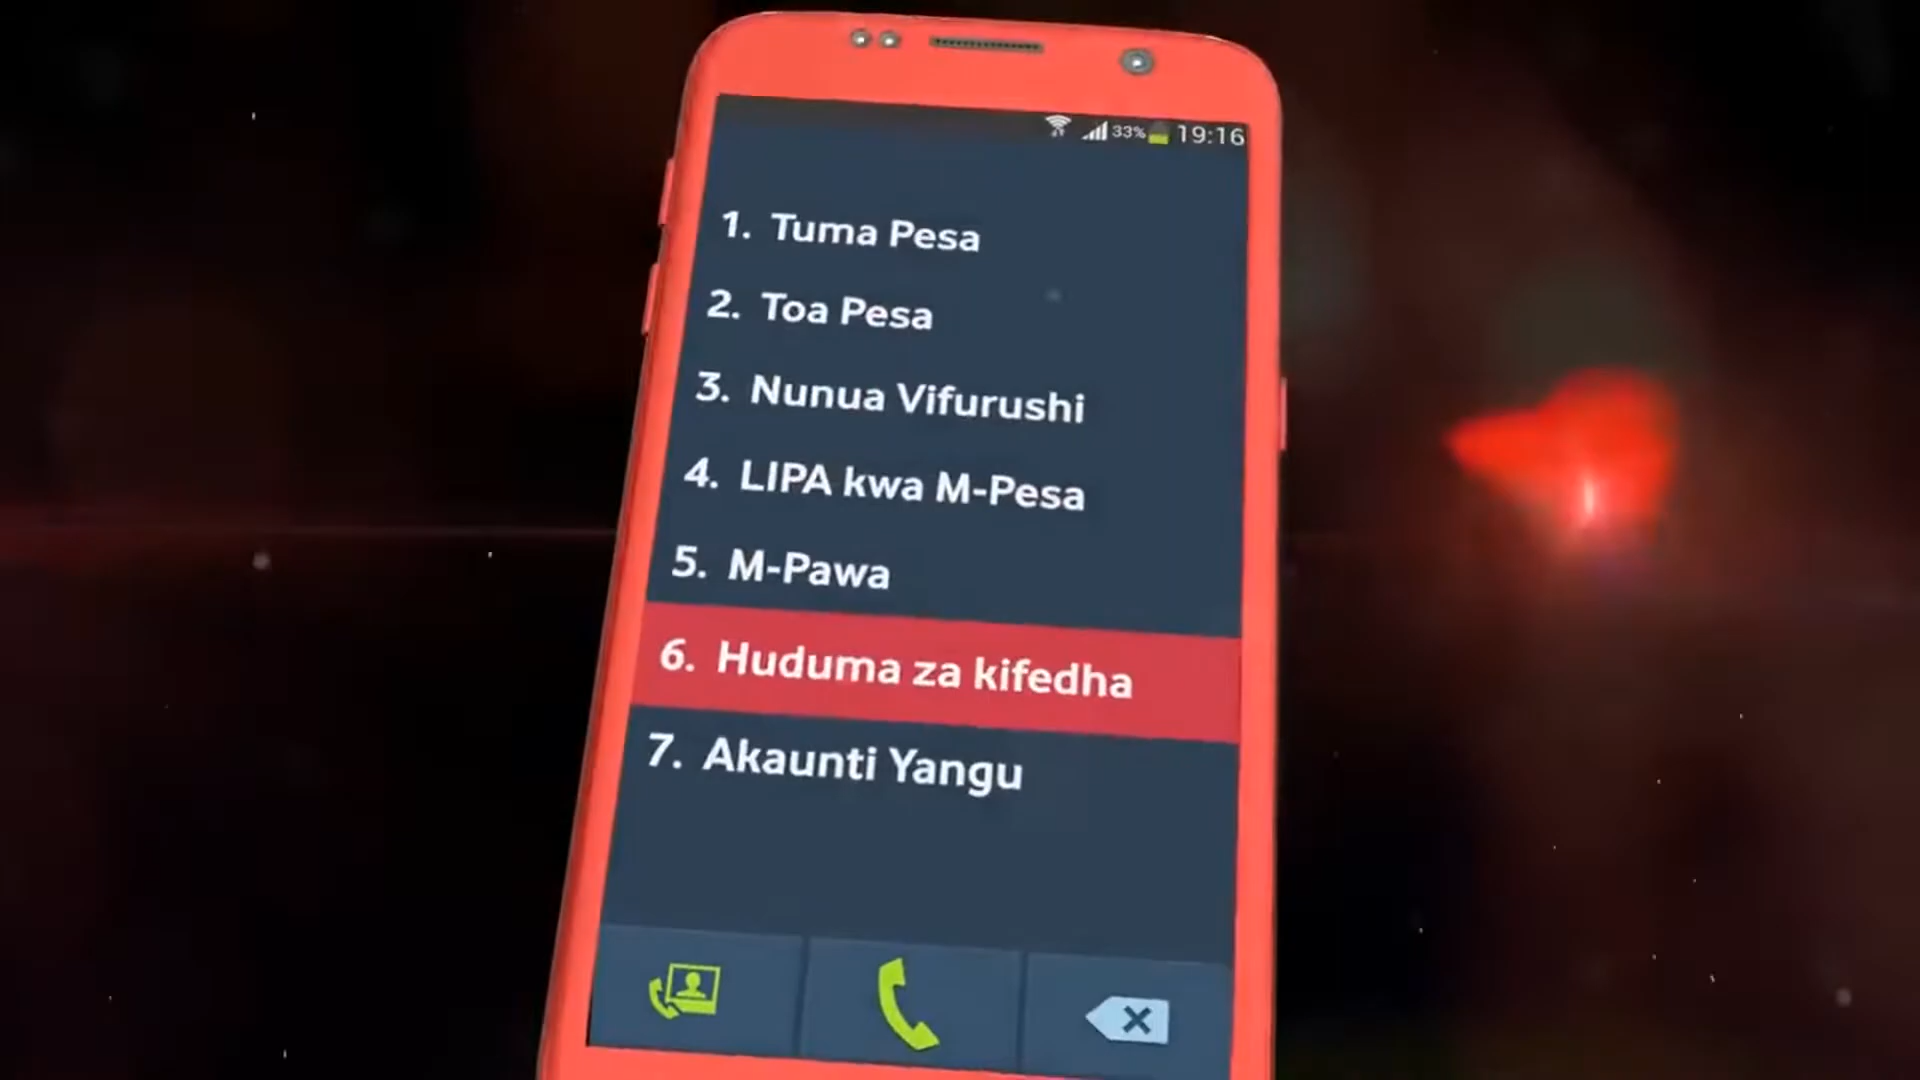 33% 19:16
1. Tuma Pesa
2. Toa Pesa
3. Nunua Vifurushi
4. LIPA kwa M-Pesa
5. M-Pawa
6. Huduma za kifedha
7. Akaunti Yangu